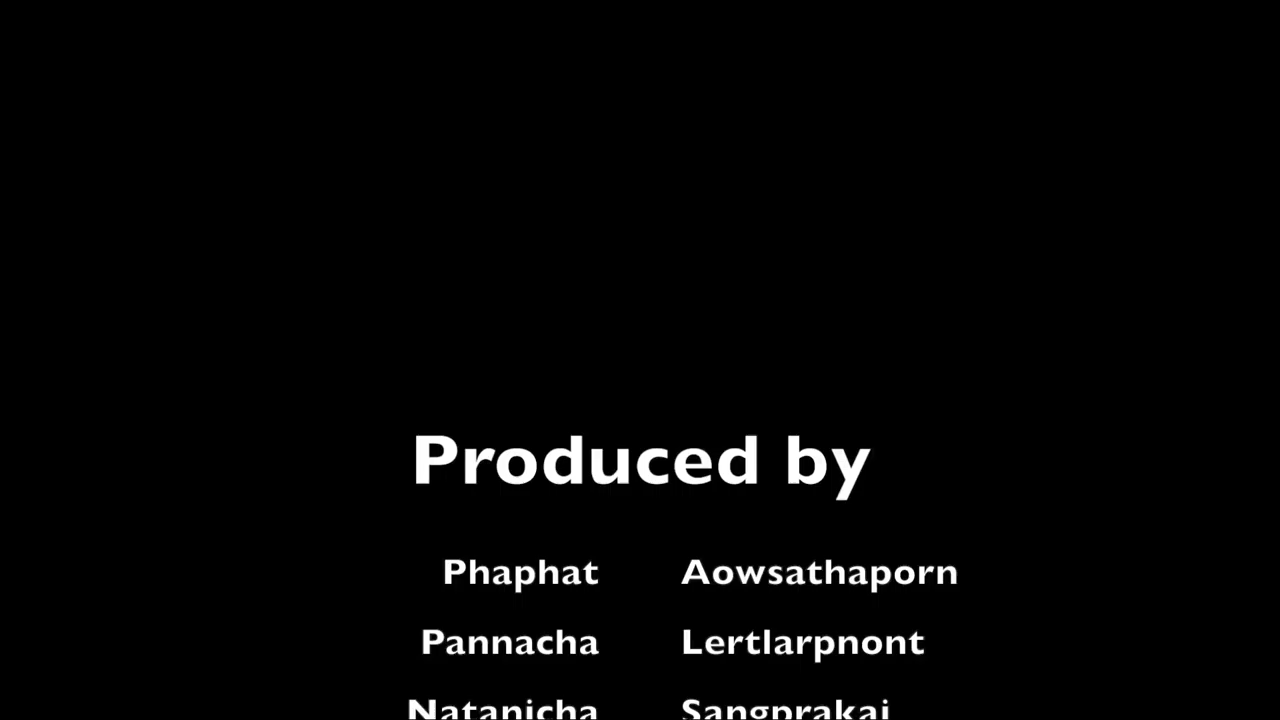 Produced by
Phaphat Aowsathaporn
Pannacha Lertlarpnont
Natanicha Sangprakai